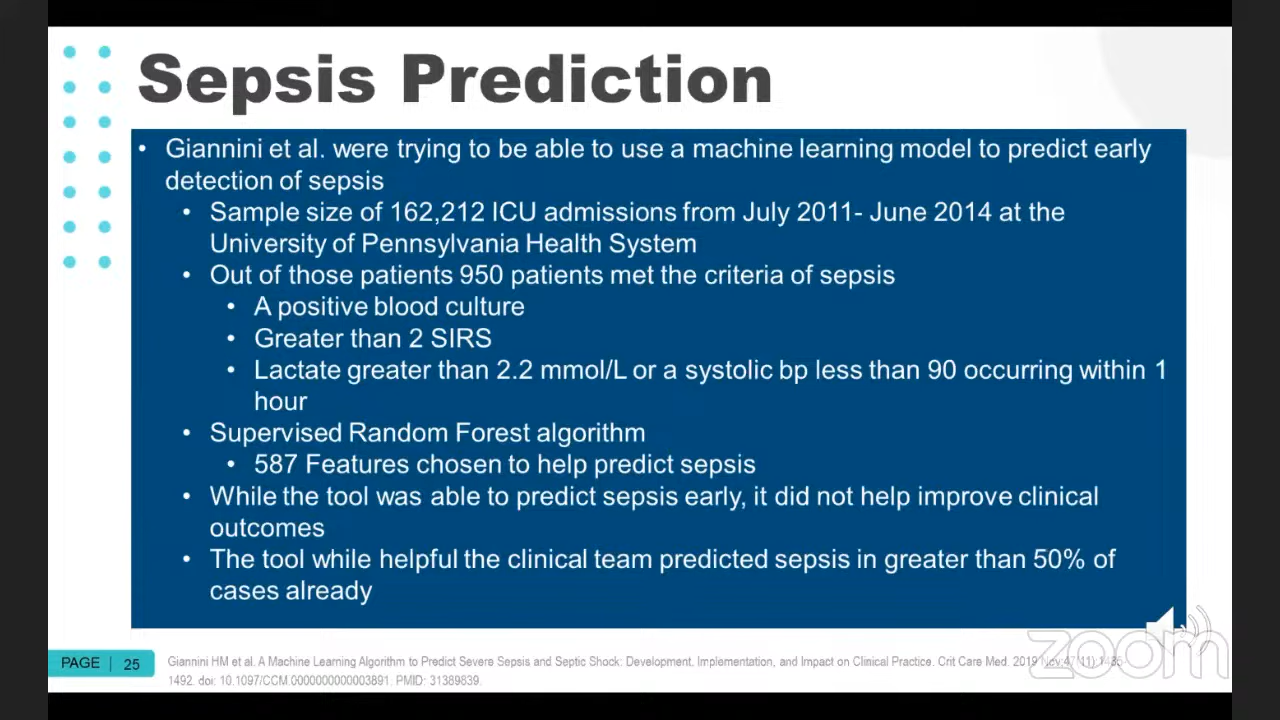 Sepsis Prediction
• Giannini et al. were trying to be able to use a machine learning model to predict early
detection of sepsis
• Sample size of 162,212 ICU admissions from July 2011- June 2014 at the
University of Pennsylvania Health System
• Out of those patients 950 patients met the criteria of sepsis
• A positive blood culture
• Greater than 2 SIRS
• Lactate greater than 2.2 mmol/L or a systolic bp less than 90 occurring within 1
hour
• Supervised Random Forest algorithm
• 587 Features chosen to help predict sepsis
• While the tool was able to predict sepsis early, it did not help improve clinical
outcomes
• The tool while helpful the clinical team predicted sepsis in greater than 50% of
cases already
PAGE | 25
Giannini HM et al. A Machine Learning Algorithm to Predict Severe Sepsis and Septic Shock: Development, Implementation, and Impact on Clinical Practice. Crit Care Med. 2019 Nov;47(11):1485-
1492. doi: 10.1097/CCM.0000000000003891. PMID: 31389839.
zoom